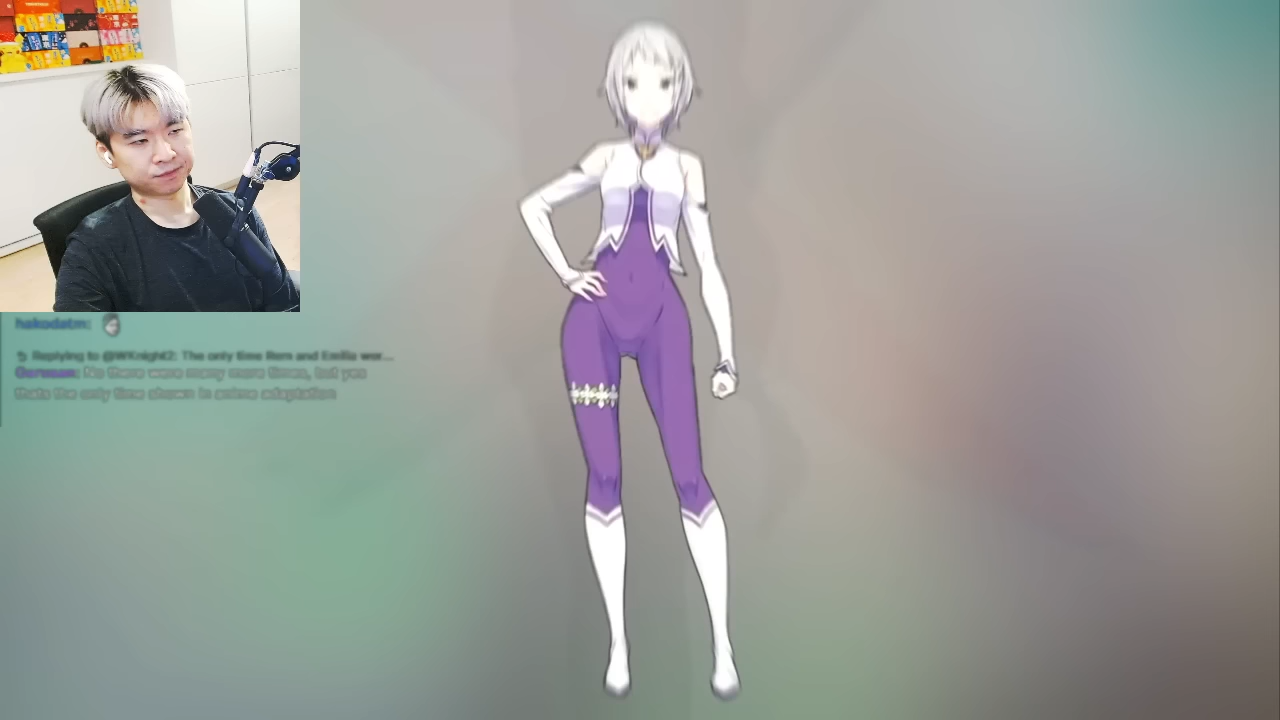 hakodatm:
Replying to @WKnight2: The only time Rem and Emilia wer...
No there were many more times, but yes
thats the only time shown in anime adaptation